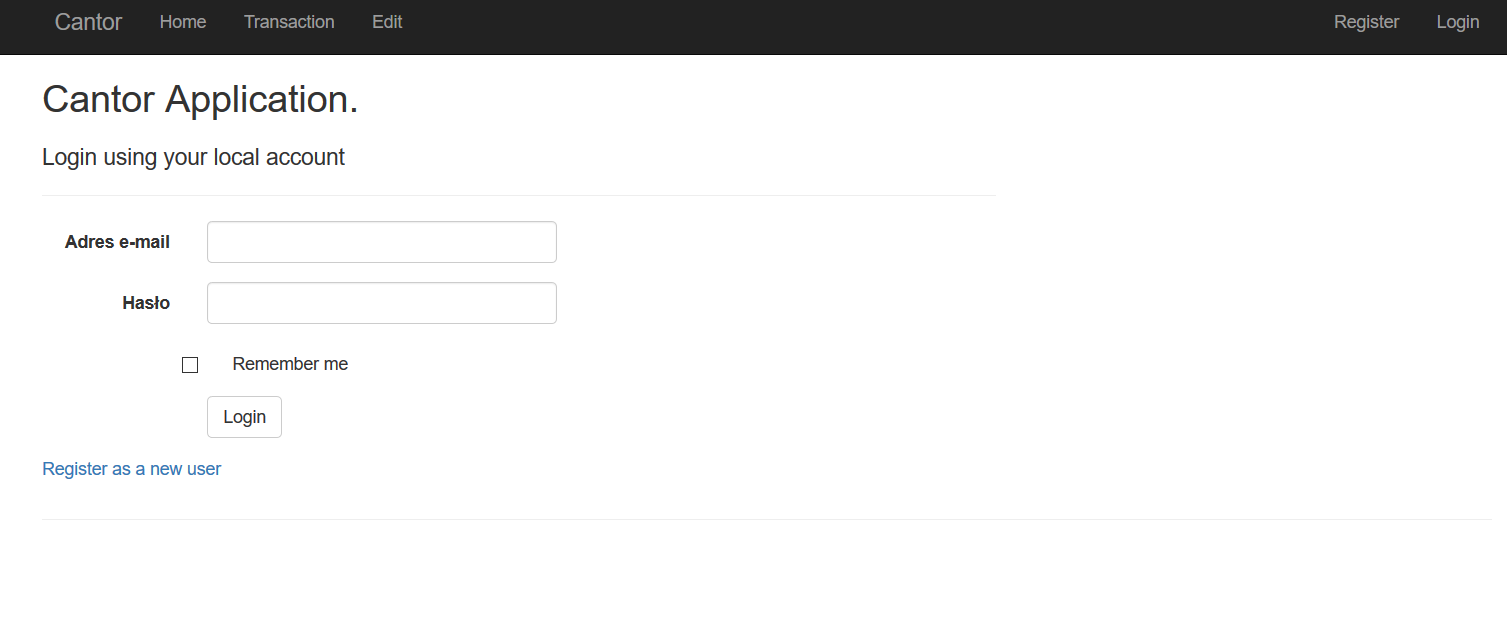 Cantor Home Transaction Edit Register Login
Cantor Application.
Login using your local account
Adres e-mail
Hasło
Remember me
Login
Register as a new user